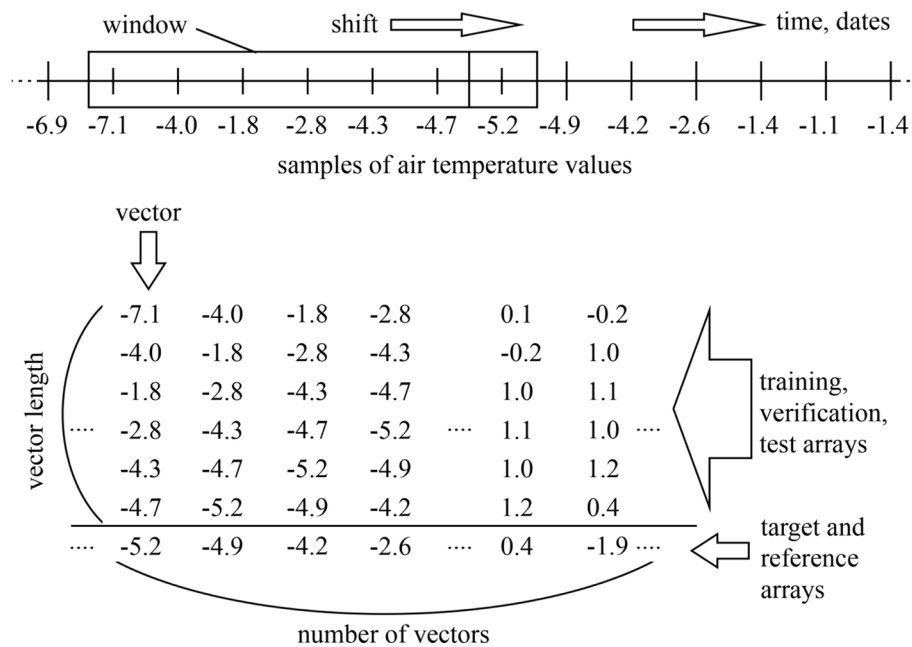 window shift time, dates
-6.9 -7.1 -4.0 -1.8 -2.8 -4.3 -4.7 -5.2 -4.9 -4.2 -2.6 -1.4 -1.1 -1.4
samples of air temperature values
vector
vector length
-7.1 -4.0 -1.8 -2.8 0.1 -0.2
-4.0 -1.8 -2.8 -4.3 -0.2 1.0
-1.8 -2.8 -4.3 -4.7 1.0 1.1
.... -2.8 -4.3 -4.7 -5.2 .... 1.1 1.0 ....
-4.3 -4.7 -5.2 -4.9 1.0 1.2
-4.7 -5.2 -4.9 -4.2 1.2 0.4
training,
verification,
test arrays
.... -5.2 -4.9 -4.2 -2.6 .... 0.4 -1.9 ....
target and
reference
arrays
number of vectors